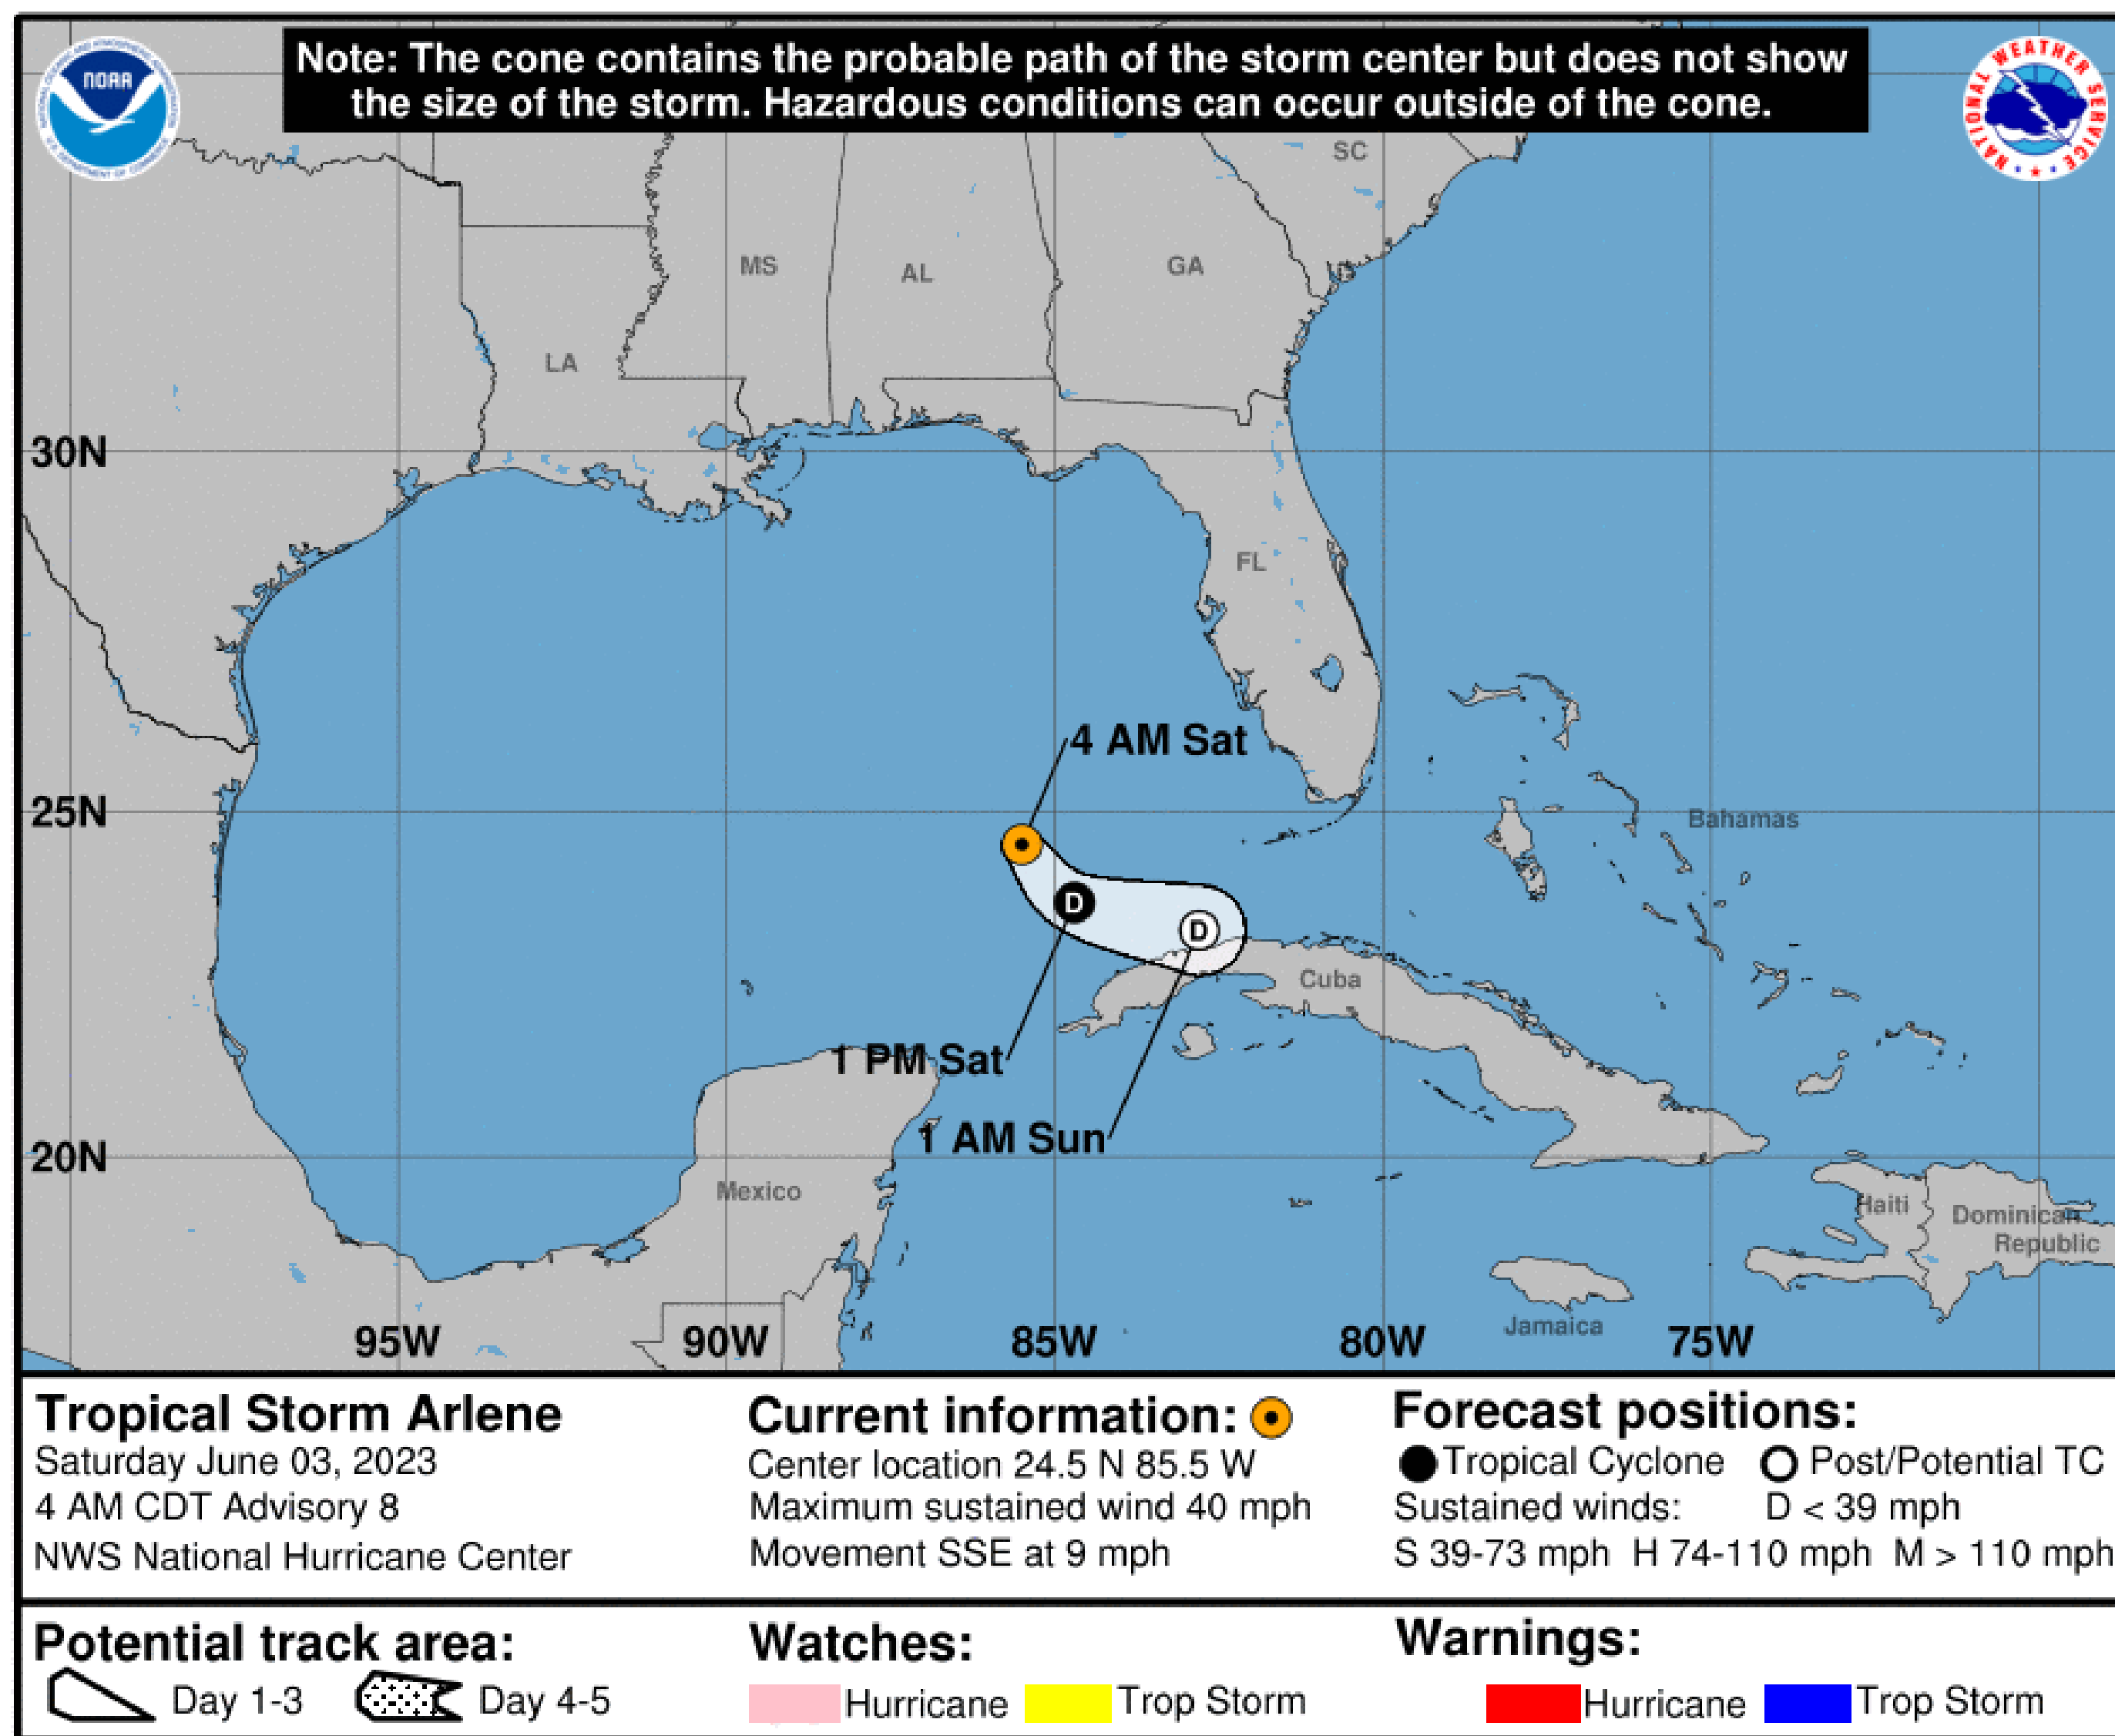 Note: The cone contains the probable path of the storm center but does not show
the size of the storm. Hazardous conditions can occur outside of the cone.
NOAA
NATIONAL WEATHER SERVICE
SC
MS
AL
GA
LA
30N
FL
4 AM Sat
25N
Bahamas
D
D
Cuba
1 PM Sat
1 AM Sun
20N
Mexico
Haiti
Dominican
Republic
Jamaica
95W
90W
85W
80W
75W
Tropical Storm Arlene
Saturday June 03, 2023
4 AM CDT Advisory 8
NWS National Hurricane Center
Current information:
Center location 24.5 N 85.5 W
Maximum sustained wind 40 mph
Movement SSE at 9 mph
Forecast positions:
Tropical Cyclone Post/Potential TC
Sustained winds: D < 39 mph
S 39-73 mph H 74-110 mph M > 110 mph
Potential track area:
Day 1-3 Day 4-5
Watches:
Hurricane Trop Storm
Warnings:
Hurricane Trop Storm